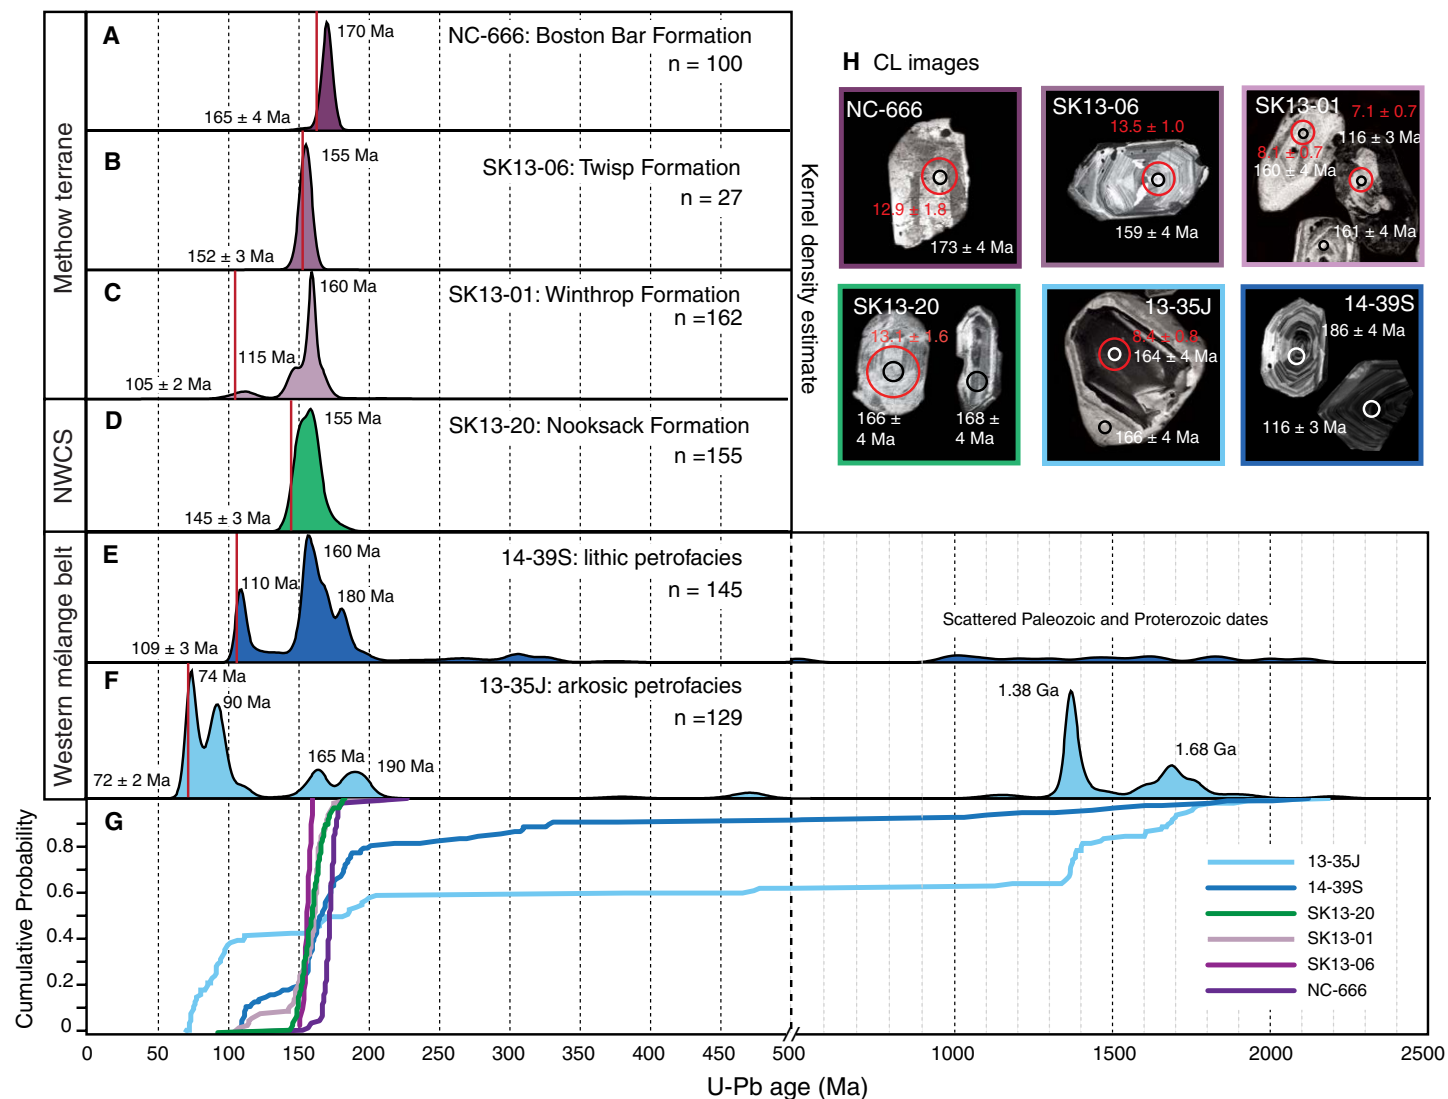 A
170 Ma
NC-666: Boston Bar Formation
n = 100
165 ± 4 Ma
B
155 Ma
SK13-06: Twisp Formation
n = 27
152 ± 3 Ma
C
160 Ma
SK13-01: Winthrop Formation
n =162
115 Ma
105 ± 2 Ma
Methow terrane
D
155 Ma
SK13-20: Nooksack Formation
n =155
145 ± 3 Ma
NWCS
Kernel density estimate
E
160 Ma
14-39S: lithic petrofacies
110 Ma
180 Ma
n = 145
109 ± 3 Ma
Scattered Paleozoic and Proterozoic dates
F
74 Ma
13-35J: arkosic petrofacies
90 Ma
n =129
165 Ma
190 Ma
72 ± 2 Ma
1.38 Ga
1.68 Ga
Western mélange belt
G
Cumulative Probability
0.8
0.6
0.4
0.2
0
13-35J
14-39S
SK13-20
SK13-01
SK13-06
NC-666
0 50 100 150 200 250 300 350 400 450 500 1000 1500 2000 2500
U-Pb age (Ma)
H CL images
NC-666
12.9 ± 1.8
173 ± 4 Ma
SK13-06
13.5 ± 1.0
159 ± 4 Ma
SK13-01
7.1 ± 0.7
116 ± 3 Ma
8.1 ± 0.7
160 ± 4 Ma
161 ± 4 Ma
SK13-20
13.1 ± 1.6
166 ±
4 Ma
168 ±
4 Ma
13-35J
8.4 ± 0.8
164 ± 4 Ma
166 ± 4 Ma
14-39S
186 ± 4 Ma
116 ± 3 Ma